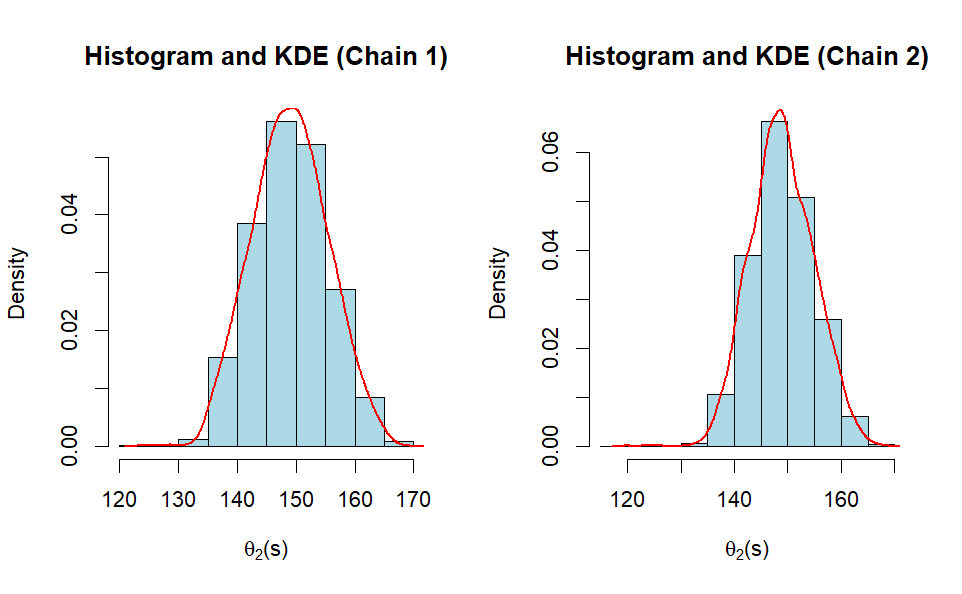 Histogram and KDE (Chain 1)
Density
0.00
0.02
0.04
120
130
140
150
160
170
θ2(s)
Histogram and KDE (Chain 2)
Density
0.00
0.02
0.04
0.06
120
140
160
θ2(s)